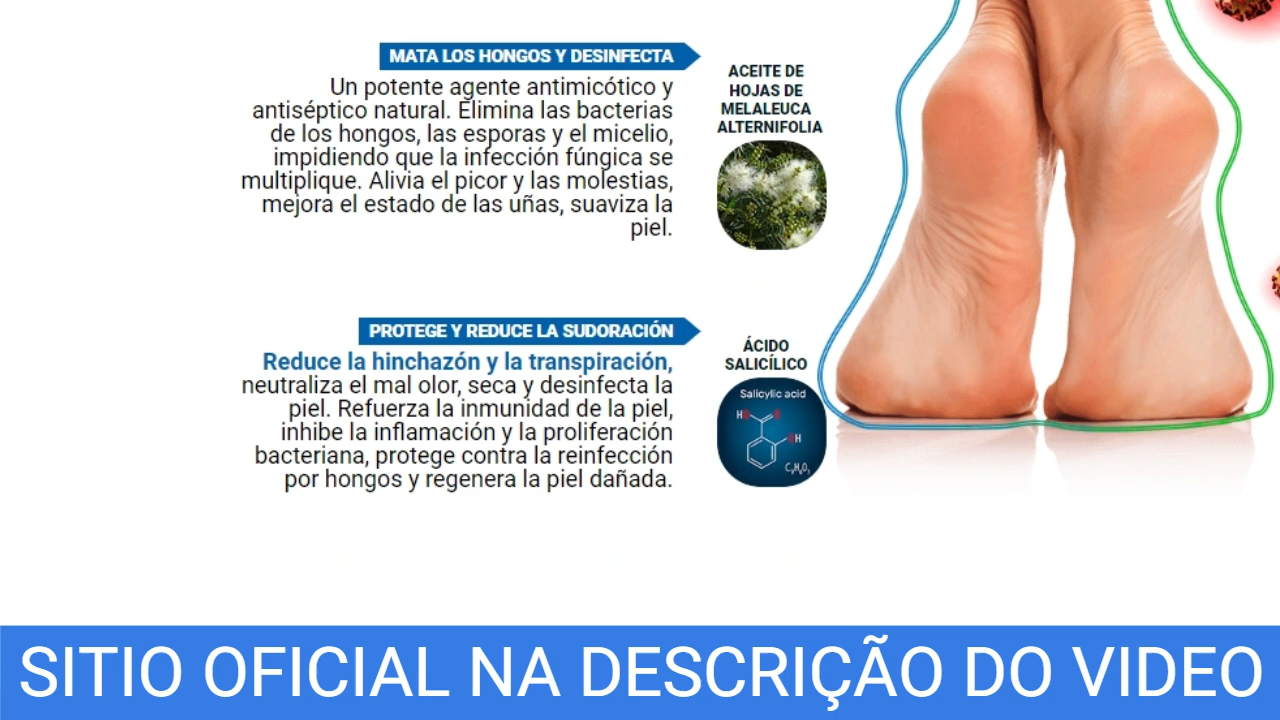 MATA LOS HONGOS Y DESINFECTA
Un potente agente antimicótico y
antiséptico natural. Elimina las bacterias
de los hongos, las esporas y el micelio,
impidiendo que la infección fúngica se
multiplique. Alivia el picor y las molestias,
mejora el estado de las uñas, suaviza la
piel.
ACEITE DE
HOJAS DE
MELALEUCA
ALTERNIFOLIA
PROTEGE Y REDUCE LA SUDORACIÓN
Reduce la hinchazón y la transpiración,
neutraliza el mal olor, seca y desinfecta la
piel. Refuerza la inmunidad de la piel,
inhibe la inflamación y la proliferación
bacteriana, protege contra la reinfección
por hongos y regenera la piel dañada.
ÁCIDO
SALICÍLICO
Salicylic acid
SITIO OFICIAL NA DESCRIÇÃO DO VIDEO